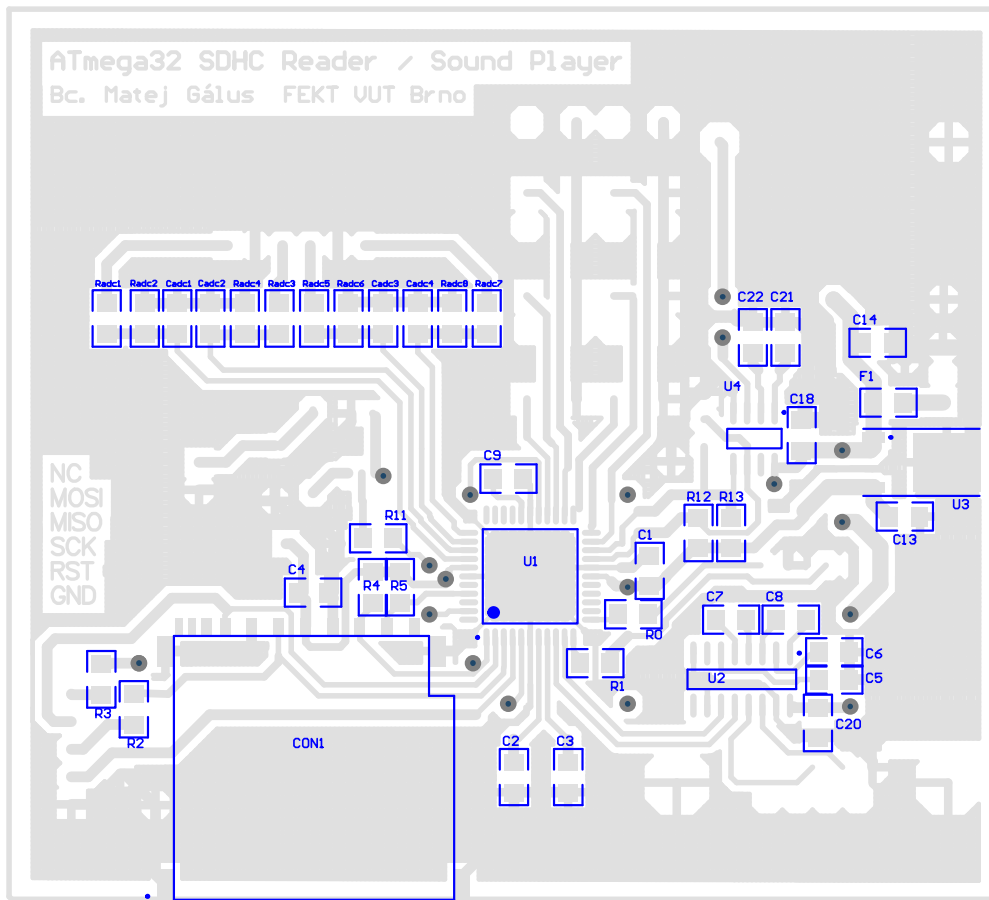 ATmega32 SDHC Reader / Sound Player
Bc. Matej Gálus FEKT VUT Brno
Radc1 Radc2 Cadc1 Cadc2 Radc4 Radc3 Radc5 Radc6 Cadc3 Cadc4 Radc8 Radc7
C22 C21
C14
F1
U4
C18
C9
NC
MOSI
MISO
SCK
RST
GND
R12 R13
U3
R11
C1
C13
U1
C4
R4 R5
C7 C8
R0
C6
C5
U2
R1
R3
R2
C20
CON1
C2 C3